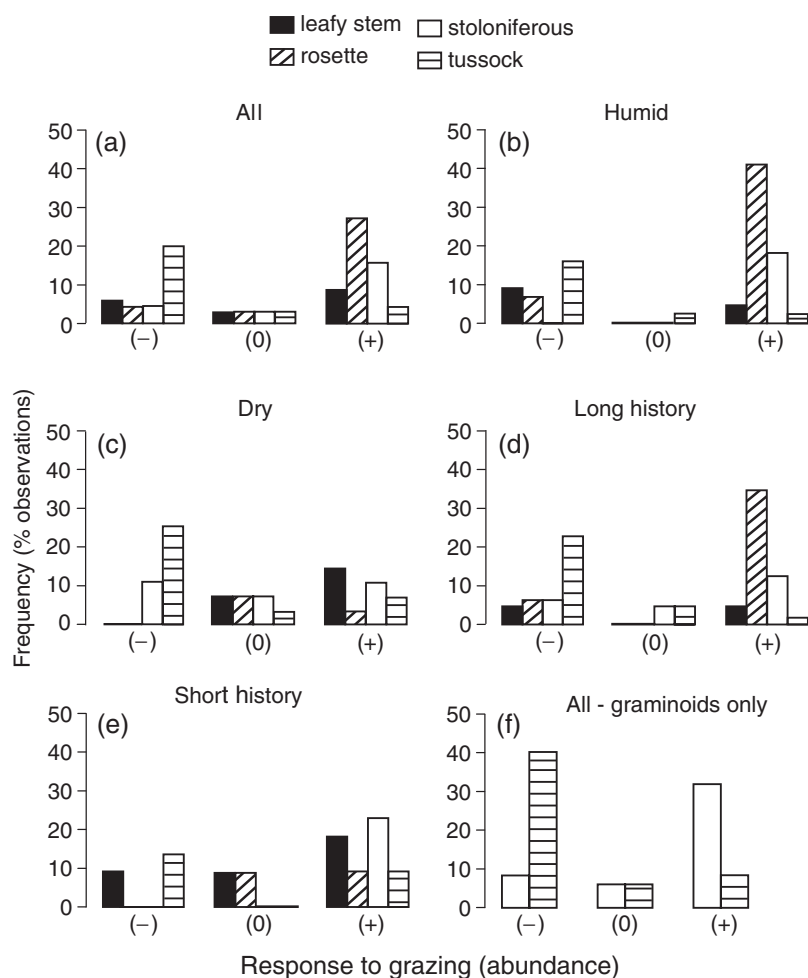 leafy stem stoloniferous
rosette tussock
All
(a)
50
40
30
20
10
0
(−) (0) (+)
Humid
(b)
50
40
30
20
10
0
(−) (0) (+)
Dry
(c)
50
40
30
20
10
0
(−) (0) (+)
Long history
(d)
50
40
30
20
10
0
(−) (0) (+)
Short history
(e)
50
40
30
20
10
0
(−) (0) (+)
All - graminoids only
(f)
50
40
30
20
10
0
(−) (0) (+)
Frequency (% observations)
Response to grazing (abundance)